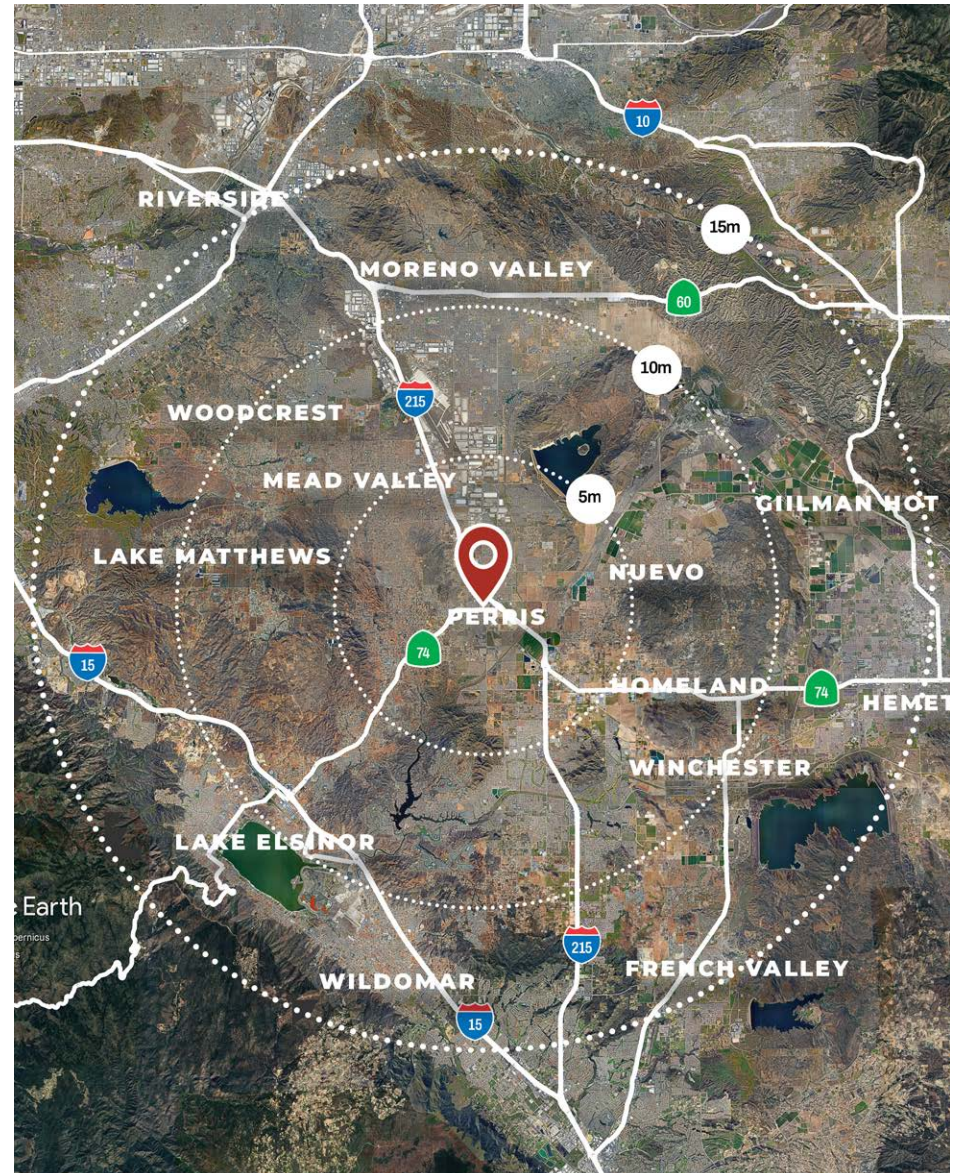 10
RIVERSIDE
15m
MORENO VALLEY
60
10m
215
WOODCREST
MEAD VALLEY
5m
GIILMAN HOT
LAKE MATTHEWS
NUEVO
PERRIS
74
15
HOMELAND
74
HEMET
WINCHESTER
LAKE ELSINOR
Earth
215
FRENCH VALLEY
WILDOMAR
15